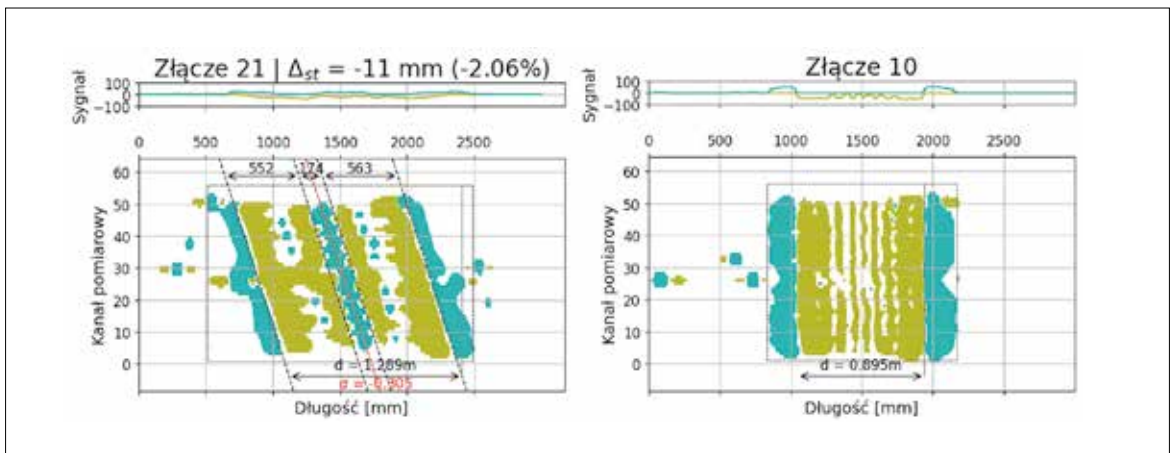 Złącze 21 | Δst = -11 mm (-2.06%)
Sygnał
100
0
−100
0 500 1000 1500 2000 2500
552 174 563
Kanał pomiarowy
60
50
40
30
20
10
0
d = 1.289m
Długość [mm]
Złącze 10
Sygnał
100
0
−100
0 500 1000 1500 2000 2500
Kanał pomiarowy
60
50
40
30
20
10
0
d = 0.895m
Długość [mm]